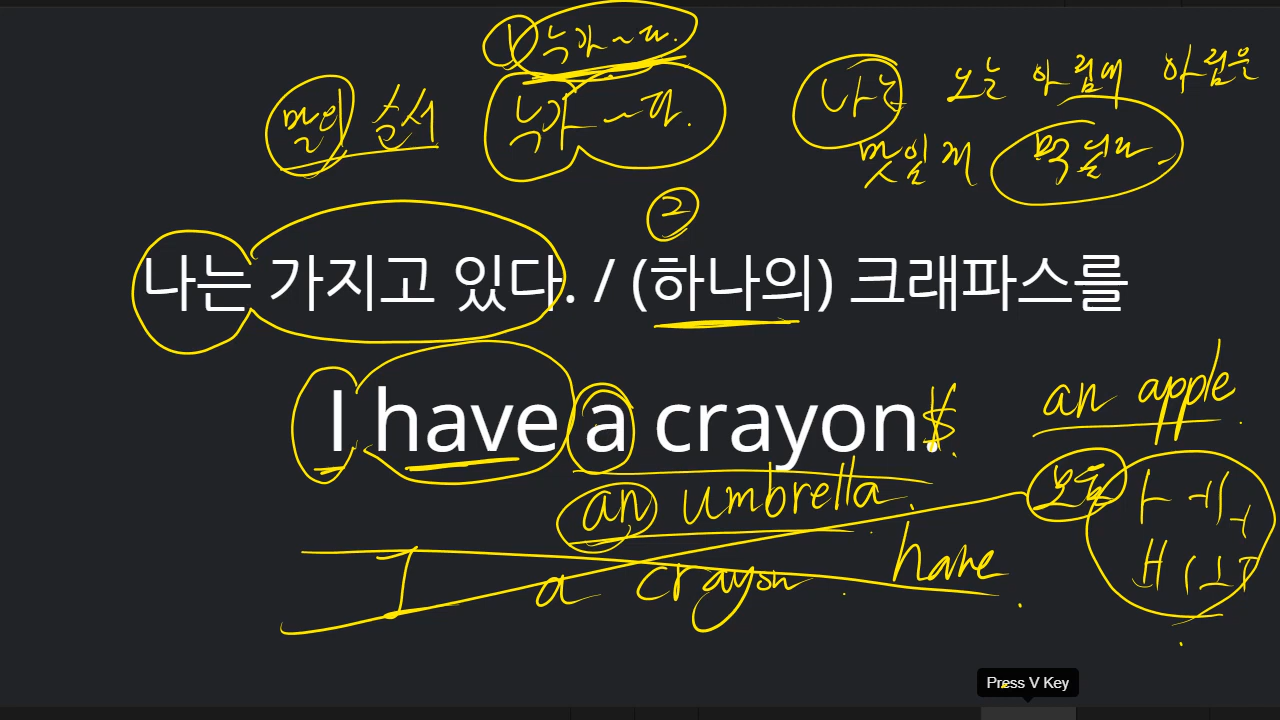 ① 누가~다.
말의 순서 누가~다.
나는 오늘 아침에 아침을
맛있게 먹는다.
②
나는 가지고 있다. / (하나의) 크래파스를
I have a crayon.
an apple
an umbrella
모음
I a crayon. have
Press V Key